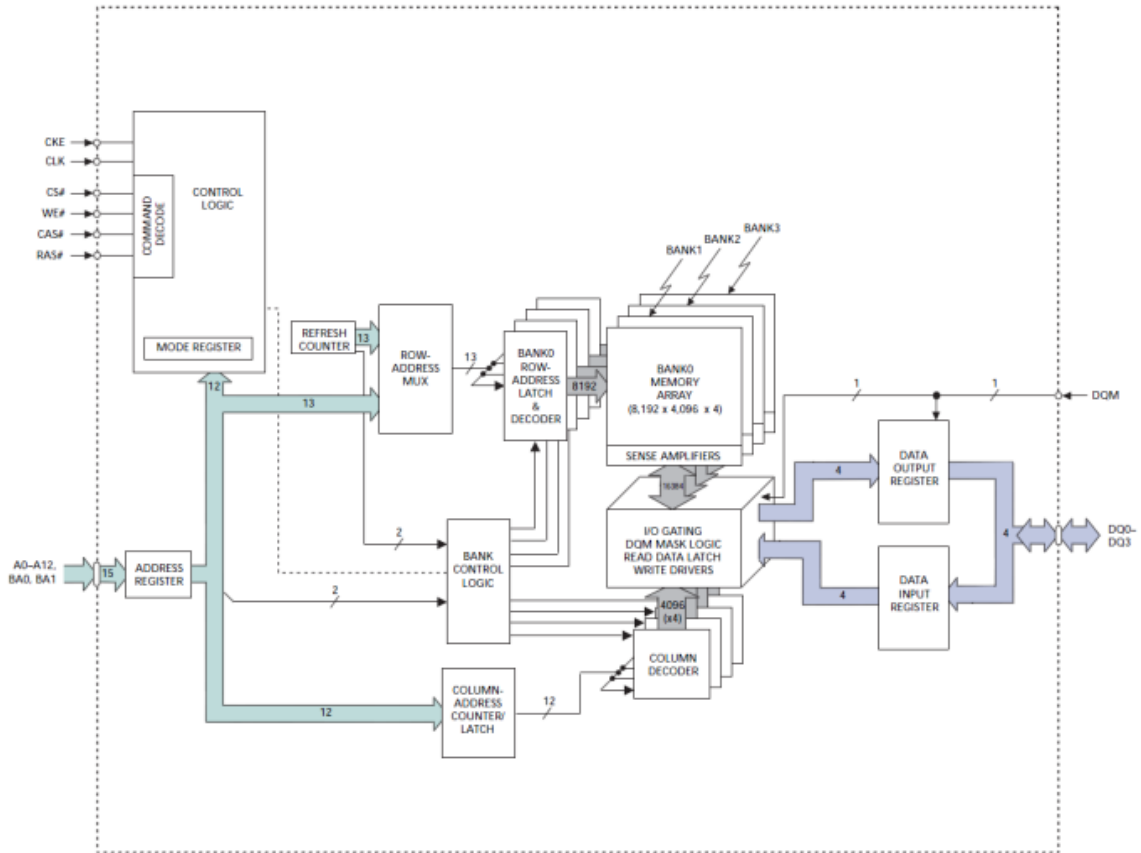 CKE
CLK
CS#
WE#
CAS#
RAS#
COMMAND
DECODE
CONTROL
LOGIC
MODE REGISTER
12
REFRESH
COUNTER
13
13
ROW-
ADDRESS
MUX
13
BANK0
ROW-
ADDRESS
LATCH
&
DECODER
8192
BANK3
BANK2
BANK1
BANK0
MEMORY
ARRAY
(8,192 x 4,096 x 4)
SENSE AMPLIFIERS
16384
I/O GATING
DQM MASK LOGIC
READ DATA LATCH
WRITE DRIVERS
1
1
DQM
4
DATA
OUTPUT
REGISTER
4
DQ0–
DQ3
4
DATA
INPUT
REGISTER
A0–A12,
BA0, BA1
15
ADDRESS
REGISTER
2
2
BANK
CONTROL
LOGIC
4096
(x4)
COLUMN
DECODER
12
COLUMN-
ADDRESS
COUNTER/
LATCH
12